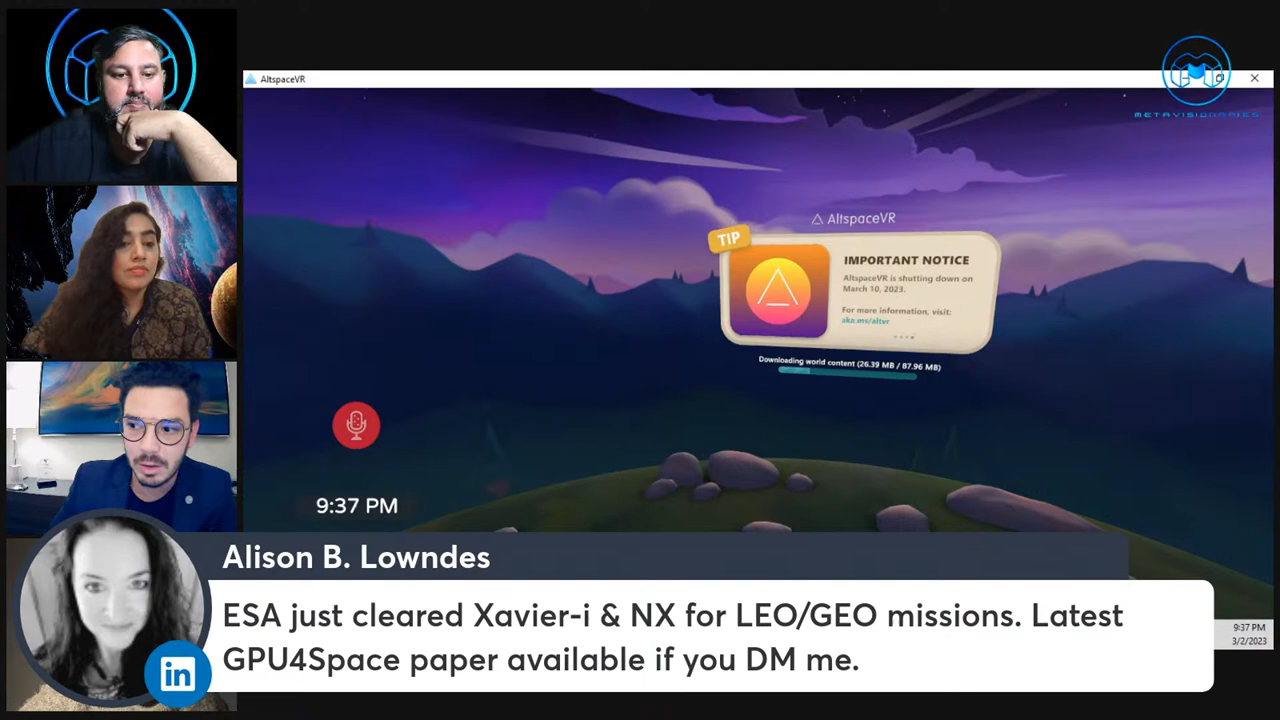 AltspaceVR
METAVISIONARIES
AltspaceVR
TIP
IMPORTANT NOTICE
AltspaceVR is shutting down on
March 10, 2023.
For more information, visit:
aka.ms/altvr
Downloading world content (26.39 MB / 87.96 MB)
9:37 PM
Alison B. Lowndes
ESA just cleared Xavier-i & NX for LEO/GEO missions. Latest
GPU4Space paper available if you DM me.
in
9:37 PM
3/2/2023